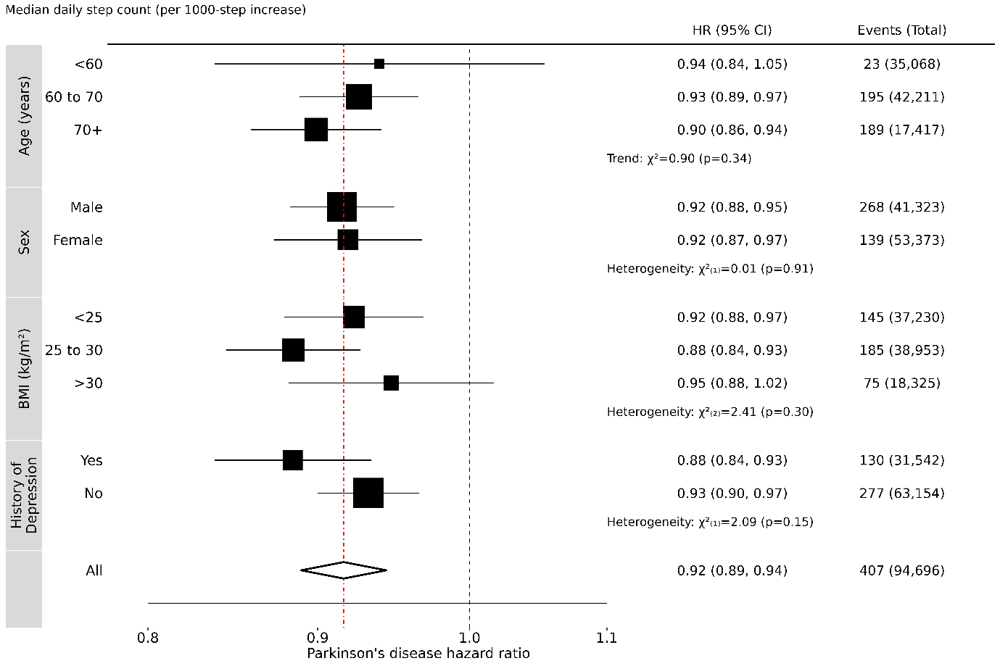 Median daily step count (per 1000-step increase)
HR (95% CI) Events (Total)
Age (years)
<60 0.94 (0.84, 1.05) 23 (35,068)
60 to 70 0.93 (0.89, 0.97) 195 (42,211)
70+ 0.90 (0.86, 0.94) 189 (17,417)
Trend: χ²=0.90 (p=0.34)
Sex
Male 0.92 (0.88, 0.95) 268 (41,323)
Female 0.92 (0.87, 0.97) 139 (53,373)
Heterogeneity: χ²₍₁₎=0.01 (p=0.91)
BMI (kg/m²)
<25 0.92 (0.88, 0.97) 145 (37,230)
25 to 30 0.88 (0.84, 0.93) 185 (38,953)
>30 0.95 (0.88, 1.02) 75 (18,325)
Heterogeneity: χ²₍₂₎=2.41 (p=0.30)
History of
Depression
Yes 0.88 (0.84, 0.93) 130 (31,542)
No 0.93 (0.90, 0.97) 277 (63,154)
Heterogeneity: χ²₍₁₎=2.09 (p=0.15)
All 0.92 (0.89, 0.94) 407 (94,696)
0.8 0.9 1.0 1.1
Parkinson's disease hazard ratio